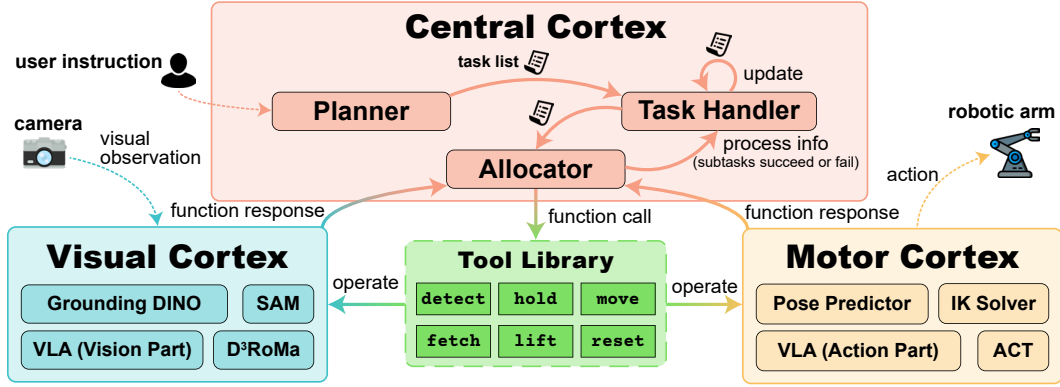 Central Cortex
user instruction
task list
update
Planner
Task Handler
camera
visual
observation
process info
(subtasks succeed or fail)
robotic arm
Allocator
action
function response
function call
function response
Visual Cortex
Grounding DINO
SAM
VLA (Vision Part)
D³RoMa
operate
Tool Library
detect
hold
move
fetch
lift
reset
operate
Motor Cortex
Pose Predictor
IK Solver
VLA (Action Part)
ACT